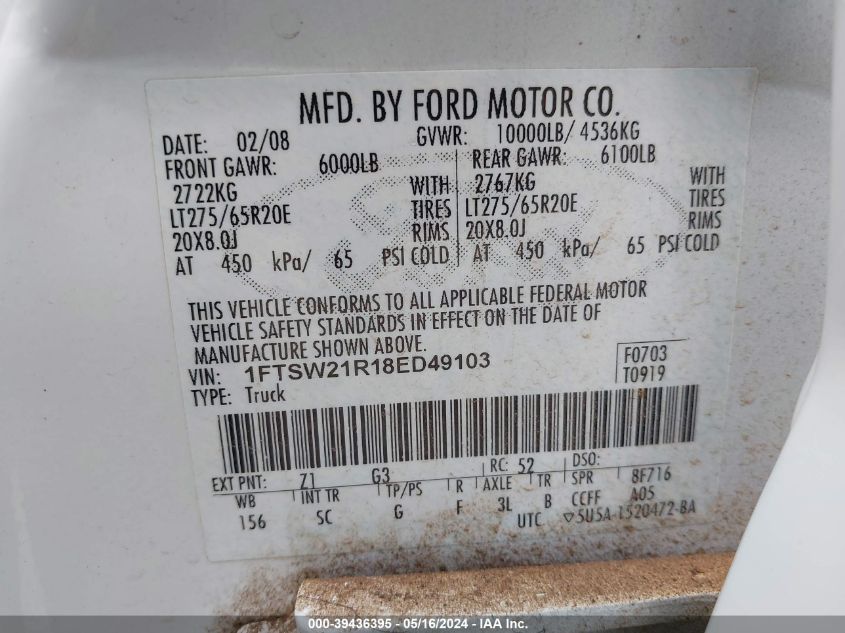 MFD. BY FORD MOTOR CO.
DATE: 02/08 GVWR: 10000LB/ 4536KG
FRONT GAWR: 6000LB REAR GAWR: 6100LB
2722KG WITH 2767KG WITH
LT275/65R20E TIRES LT275/65R20E TIRES
20X8.0J RIMS 20X8.0J RIMS
AT 450 kPa/ 65 PSI COLD AT 450 kPa/ 65 PSI COLD
THIS VEHICLE CONFORMS TO ALL APPLICABLE FEDERAL MOTOR
VEHICLE SAFETY STANDARDS IN EFFECT ON THE DATE OF
MANUFACTURE SHOWN ABOVE.
VIN: 1FTSW21R18ED49103 F0703
TYPE: Truck T0919
EXT PNT: Z1 G3 RC: 52 DSO:
WB INT TR TP/PS R AXLE TR SPR 8F716
156 SC G F 3L B CCFF A05
UTC ▽5U5A-1520472-BA
000-39436395 - 05/16/2024 - IAA Inc.